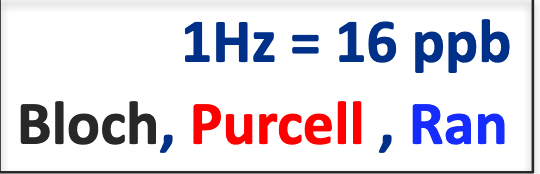 1Hz = 16 ppb
Bloch, Purcell , Ran